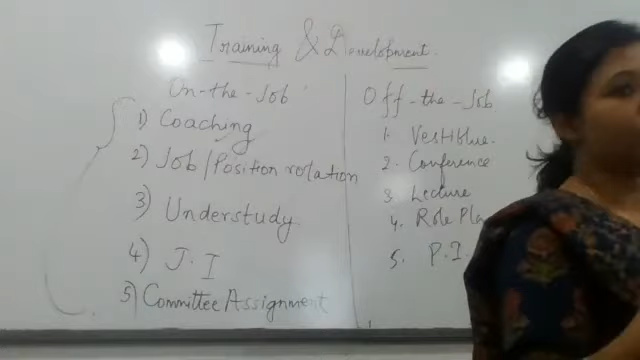 Training & Development.
On-the-Job
1) Coaching
2) Job/Position rotation
3) Understudy
4) J.I
5) Committee Assignment
Off-the-Job
1. Vestiblue.
2. Conference
3 Lecture
4. Role Pla
5. P.I.